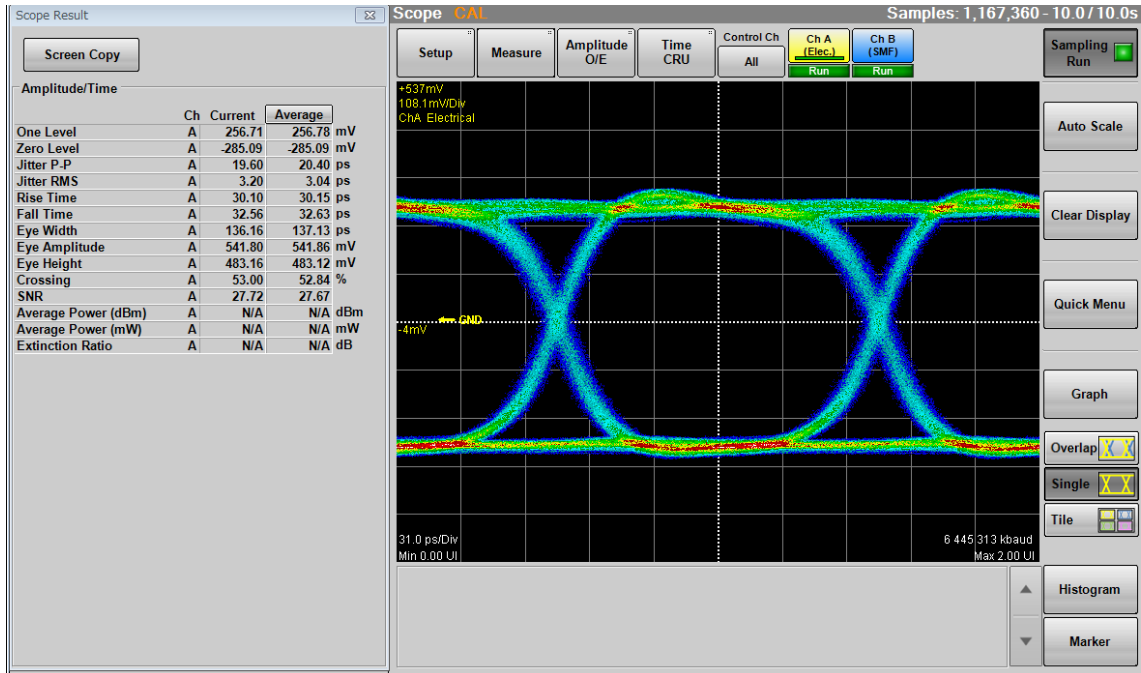 Scope Result
Screen Copy
Amplitude/Time
Ch Current Average
One Level A 256.71 256.78 mV
Zero Level A -285.09 -285.09 mV
Jitter P-P A 19.60 20.40 ps
Jitter RMS A 3.20 3.04 ps
Rise Time A 30.10 30.15 ps
Fall Time A 32.56 32.63 ps
Eye Width A 136.16 137.13 ps
Eye Amplitude A 541.80 541.86 mV
Eye Height A 483.16 483.12 mV
Crossing A 53.00 52.84 %
SNR A 27.72 27.67
Average Power (dBm) A N/A N/A dBm
Average Power (mW) A N/A N/A mW
Extinction Ratio A N/A N/A dB
Scope CAL Samples: 1,167,360 - 10.0 / 10.0s
Setup
Measure
Amplitude
O/E
Time
CRU
Control Ch
All
Ch A
(Elec.)
Run
Ch B
(SMF)
Run
Sampling
Run
+537mV
108.1mV/Div
ChA Electrical
GND
-4mV
31.0 ps/Div
Min 0.00 UI
6 445 313 kbaud
Max 2.00 UI
Auto Scale
Clear Display
Quick Menu
Graph
Overlap
Single
Tile
Histogram
Marker